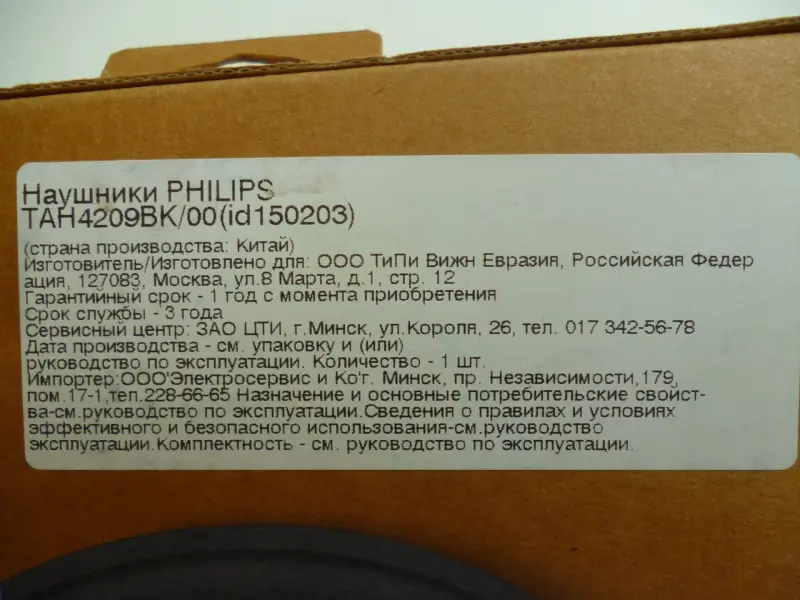 Наушники PHILIPS
TAH4209BK/00(id150203)
(страна производства: Китай)
Изготовитель/Изготовлено для: ООО ТиПи Вижн Евразия, Российская Федер
ация, 127083, Москва, ул.8 Марта, д.1, стр. 12
Гарантийный срок - 1 год с момента приобретения
Срок службы - 3 года
Сервисный центр: ЗАО ЦТИ, г.Минск, ул.Короля, 26, тел. 017 342-56-78
Дата производства - см. упаковку и (или)
руководство по эксплуатации. Количество - 1 шт.
Импортер:ООО'Электросервис и Ко'г. Минск, пр. Независимости,179,
пом.17-1,тел.228-66-65 Назначение и основные потребительские свойст-
ва-см.руководство по эксплуатации.Сведения о правилах и условиях
эффективного и безопасного использования-см.руководство
эксплуатации.Комплектность - см. руководство по эксплуатации.